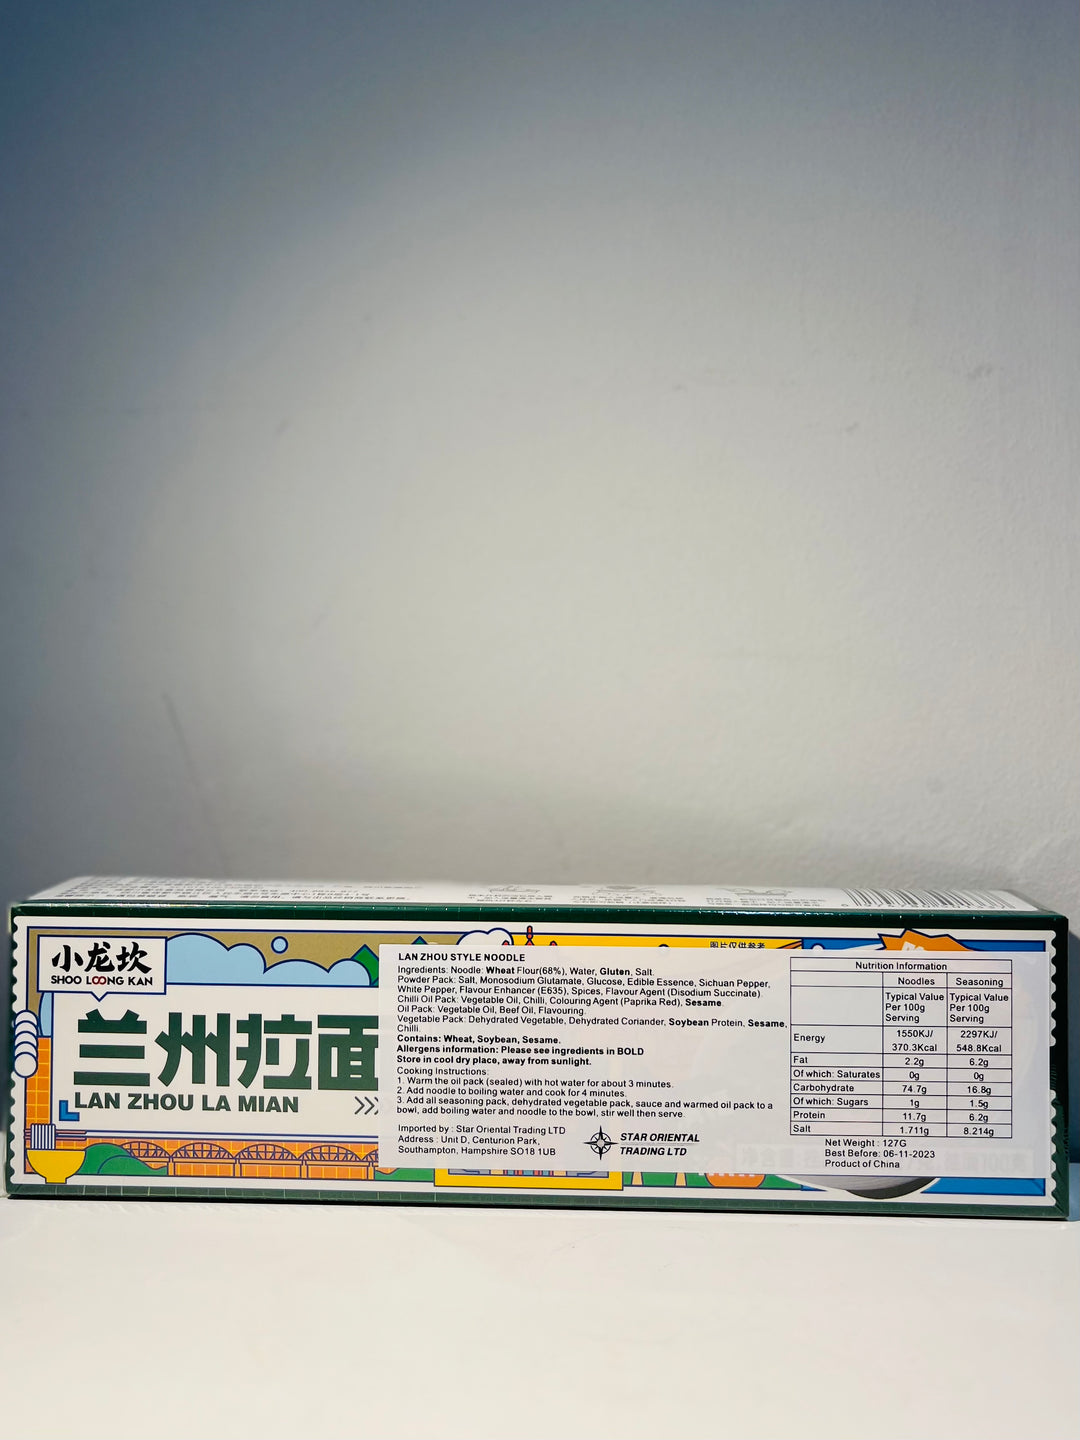 图片仅供参考
小龙坎
SHOO LOONG KAN
兰州拉面
LAN ZHOU LA MIAN
LAN ZHOU STYLE NOODLE
Ingredients: Noodle: Wheat Flour(68%), Water, Gluten, Salt.
Powder Pack: Salt, Monosodium Glutamate, Glucose, Edible Essence, Sichuan Pepper,
White Pepper, Flavour Enhancer (E635), Spices, Flavour Agent (Disodium Succinate)
Chilli Oil Pack: Vegetable Oil, Chilli, Colouring Agent (Paprika Red), Sesame.
Oil Pack: Vegetable Oil, Beef Oil, Flavouring.
Vegetable Pack: Dehydrated Vegetable, Dehydrated Coriander, Soybean Protein, Sesame,
Chilli.
Contains: Wheat, Soybean, Sesame.
Allergens information: Please see ingredients in BOLD
Store in cool dry place, away from sunlight.
Cooking Instructions:
1. Warm the oil pack (sealed) with hot water for about 3 minutes.
2. Add noodle to boiling water and cook for 4 minutes.
3. Add all seasoning pack, dehydrated vegetable pack, sauce and warmed oil pack to a
bowl, add boiling water and noodle to the bowl, stir well then serve
Imported by : Star Oriental Trading LTD
Address : Unit D, Centurion Park,
Southampton, Hampshire SO18 1UB
STAR ORIENTAL
TRADING LTD
Nutrition Information
Noodles Seasoning
Typical Value Typical Value
Per 100g Per 100g
Serving Serving
Energy 1550KJ/ 2297KJ/
370.3Kcal 548.8Kcal
Fat 2.2g 6.2g
Of which: Saturates 0g 0g
Carbohydrate 74.7g 16.8g
Of which: Sugars 1g 1.5g
Protein 11.7g 6.2g
Salt 1.711g 8.214g
Net Weight : 127G
Best Before: 06-11-2023
Product of China